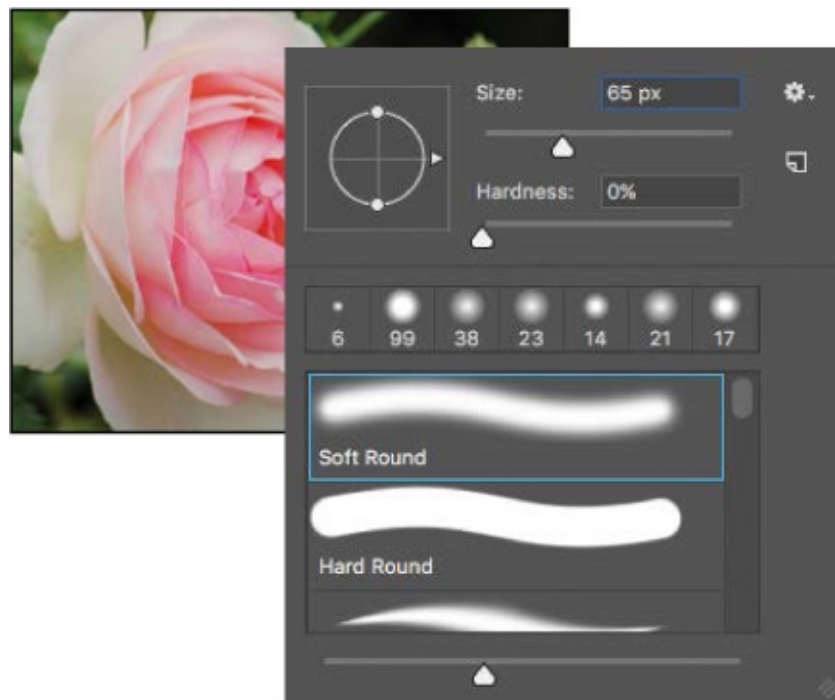 Size: 65 px
Hardness: 0%
6 99 38 23 14 21 17
Soft Round
Hard Round